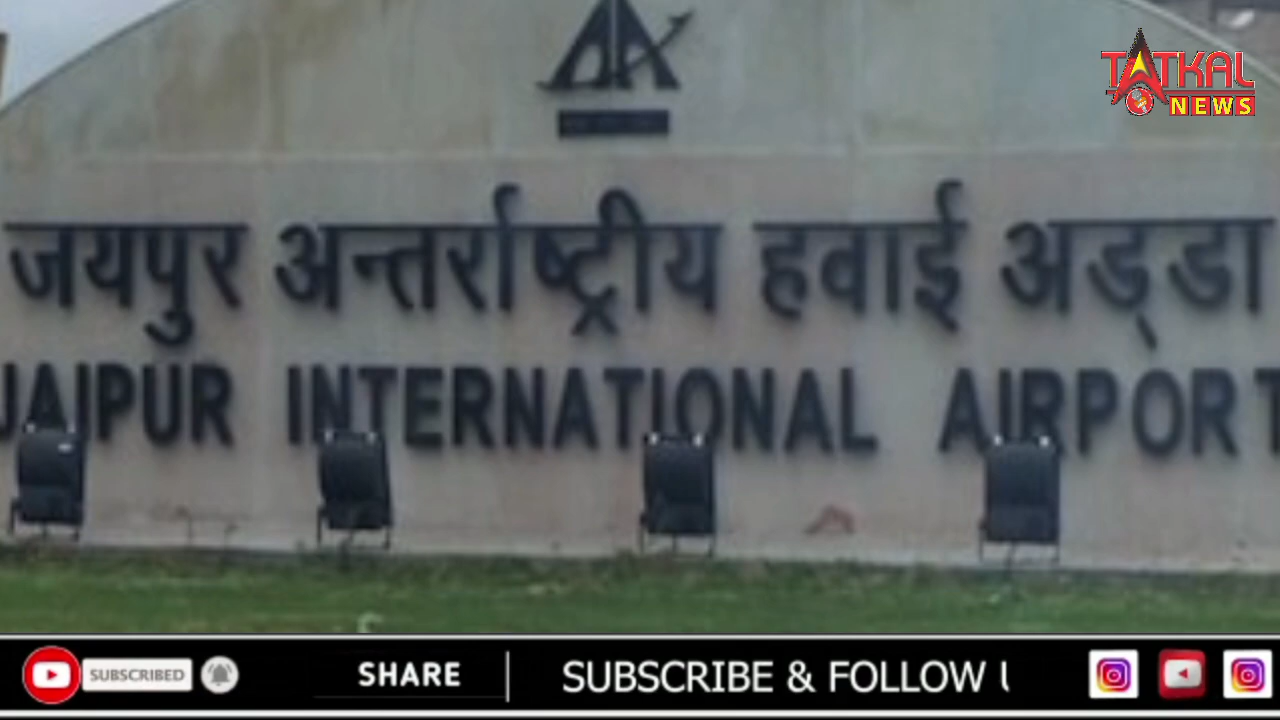 TATKAL
NEWS
जयपुर अन्तर्राष्ट्रीय हवाई अड्डा
JAIPUR INTERNATIONAL AIRPORT
SUBSCRIBED
SHARE
SUBSCRIBE & FOLLOW